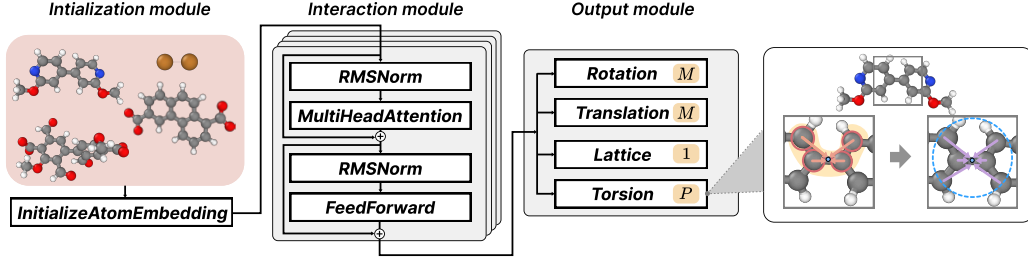 Intialization module
Interaction module
Output module
RMSNorm
MultiHeadAttention
RMSNorm
FeedForward
InitializeAtomEmbedding
Rotation M
Translation M
Lattice 1
Torsion P